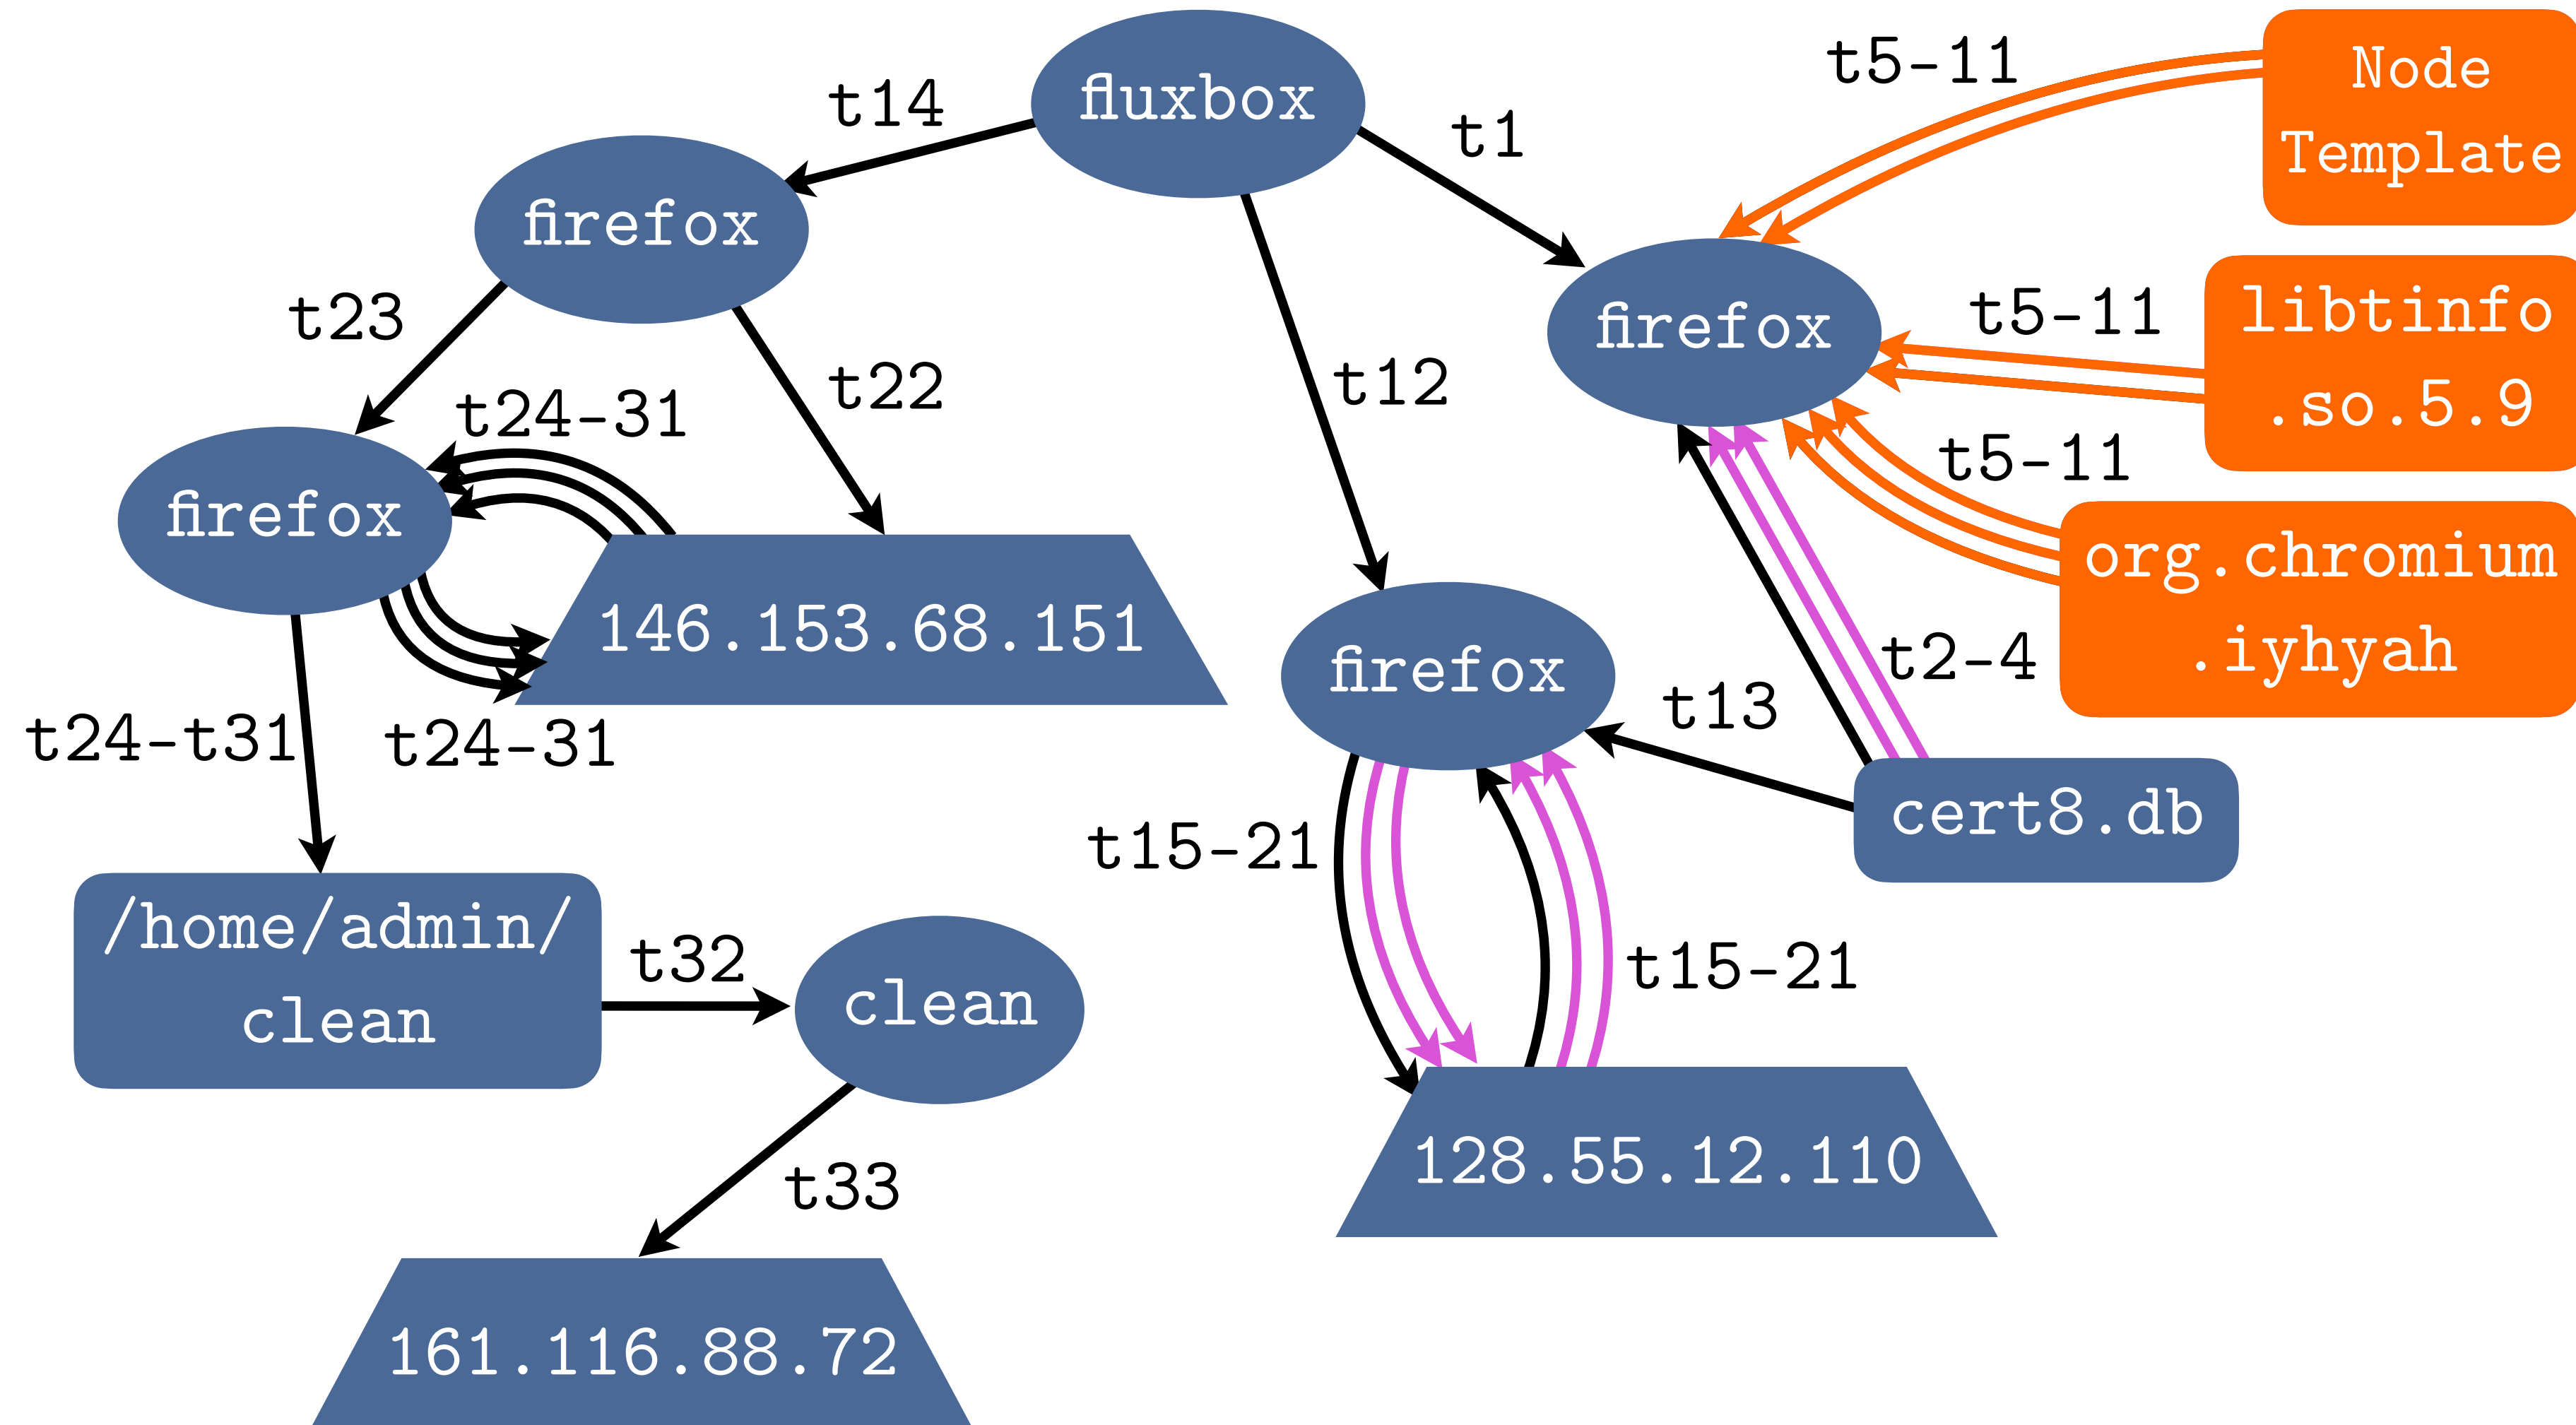 fluxbox
t5-11
Node
Template
t14
t1
firefox
t23
t22
t12
firefox
t5-11
libtinfo
.so.5.9
t24-31
t5-11
firefox
146.153.68.151
org.chromium
.iyhyah
t2-4
firefox
t13
t24-t31
t24-31
cert8.db
t15-21
/home/admin/
clean
t32
clean
t15-21
128.55.12.110
t33
161.116.88.72